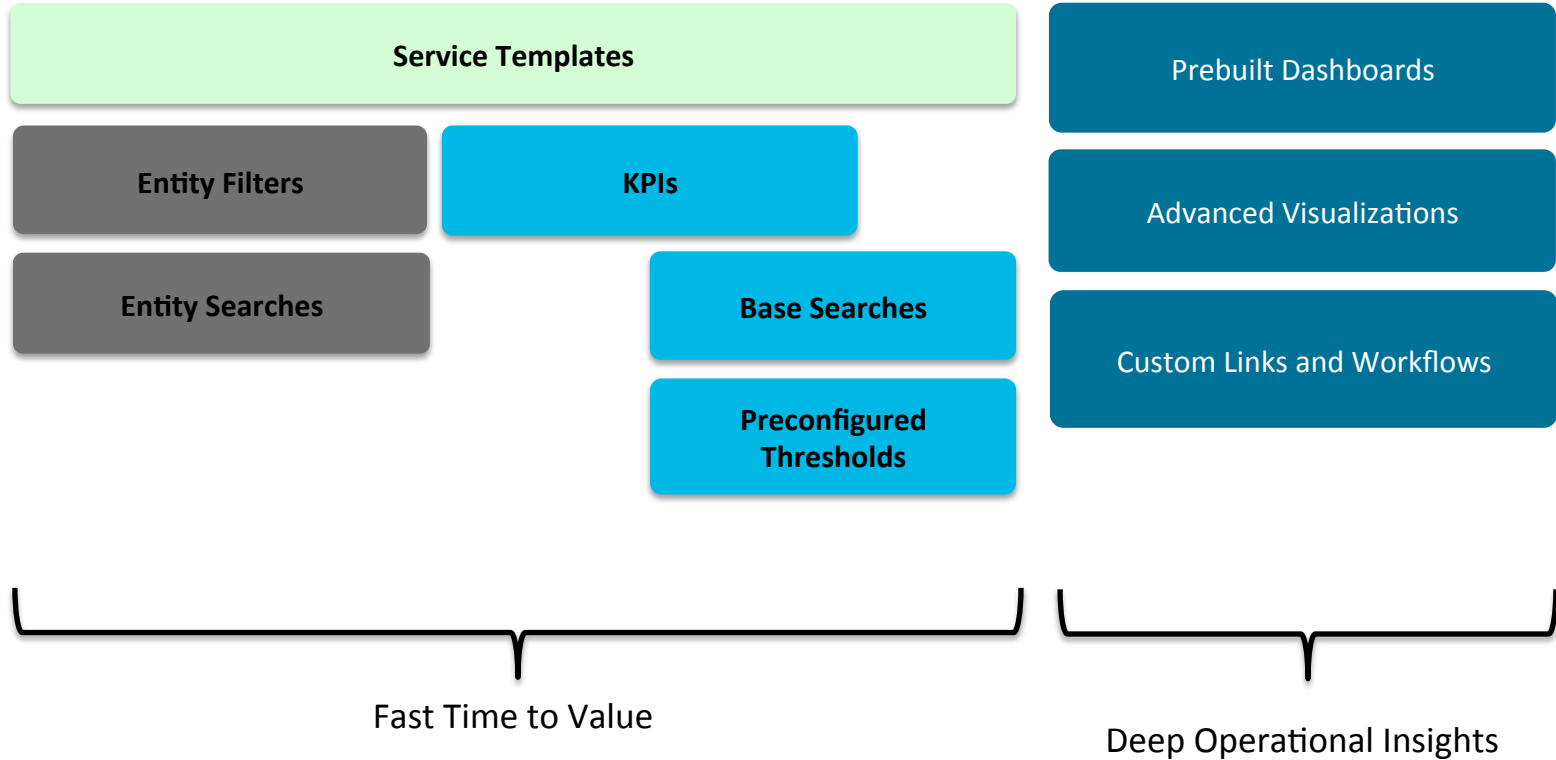 Service Templates
Entity Filters
KPIs
Entity Searches
Base Searches
Preconfigured
Thresholds
Fast Time to Value
Prebuilt Dashboards
Advanced Visualizations
Custom Links and Workflows
Deep Operational Insights